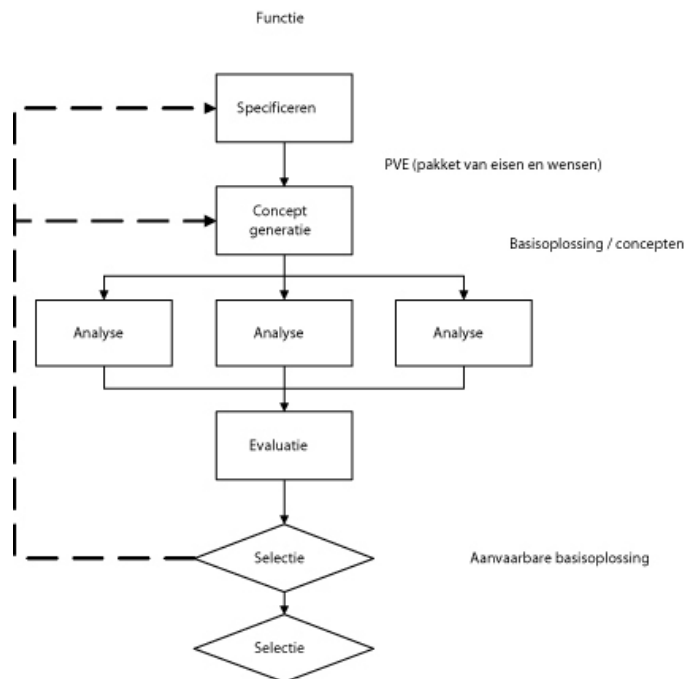 Functie
Specificeren
PVE (pakket van eisen en wensen)
Concept
generatie
Basisoplossing / concepten
Analyse
Analyse
Analyse
Evaluatie
Selectie
Aanvaarbare basisoplossing
Selectie